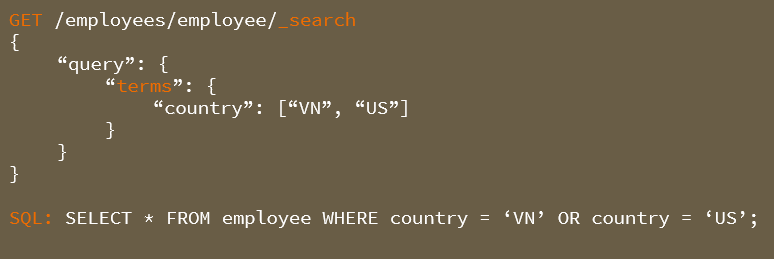 GET /employees/employee/_search
{
“query”: {
“terms”: {
“country”: [“VN”, “US”]
}
}
}
SQL: SELECT * FROM employee WHERE country = ‘VN’ OR country = ‘US’;